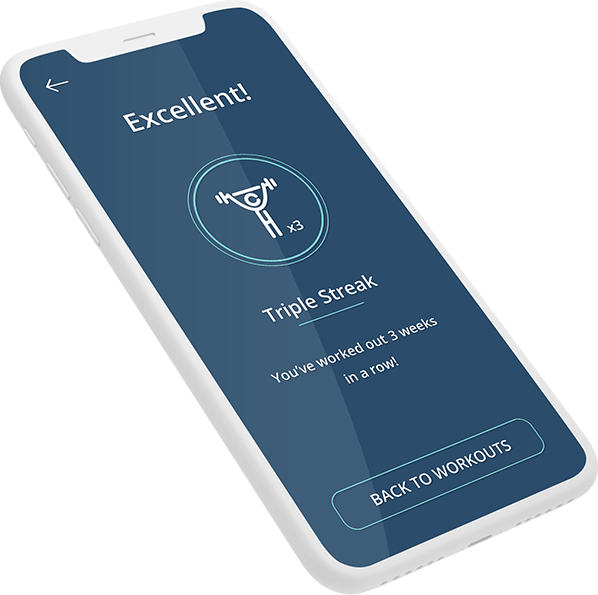 Excellent!
C
x3
Triple Streak
You've worked out 3 weeks
in a row!
BACK TO WORKOUTS